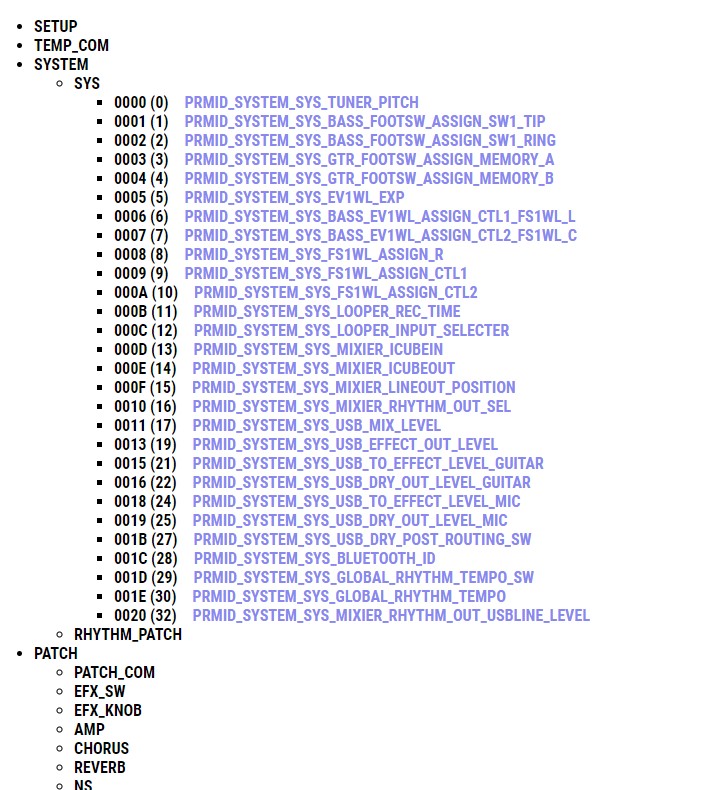 SETUP
TEMP_COM
SYSTEM
SYS
0000 (0) PRMID_SYSTEM_SYS_TUNER_PITCH
0001 (1) PRMID_SYSTEM_SYS_BASS_FOOTSW_ASSIGN_SW1_TIP
0002 (2) PRMID_SYSTEM_SYS_BASS_FOOTSW_ASSIGN_SW1_RING
0003 (3) PRMID_SYSTEM_SYS_GTR_FOOTSW_ASSIGN_MEMORY_A
0004 (4) PRMID_SYSTEM_SYS_GTR_FOOTSW_ASSIGN_MEMORY_B
0005 (5) PRMID_SYSTEM_SYS_EV1WL_EXP
0006 (6) PRMID_SYSTEM_SYS_BASS_EV1WL_ASSIGN_CTL1_FS1WL_L
0007 (7) PRMID_SYSTEM_SYS_BASS_EV1WL_ASSIGN_CTL2_FS1WL_C
0008 (8) PRMID_SYSTEM_SYS_FS1WL_ASSIGN_R
0009 (9) PRMID_SYSTEM_SYS_FS1WL_ASSIGN_CTL1
000A (10) PRMID_SYSTEM_SYS_FS1WL_ASSIGN_CTL2
000B (11) PRMID_SYSTEM_SYS_LOOPER_REC_TIME
000C (12) PRMID_SYSTEM_SYS_LOOPER_INPUT_SELECTER
000D (13) PRMID_SYSTEM_SYS_MIXIER_ICUBEIN
000E (14) PRMID_SYSTEM_SYS_MIXIER_ICUBEOUT
000F (15) PRMID_SYSTEM_SYS_MIXIER_LINEOUT_POSITION
0010 (16) PRMID_SYSTEM_SYS_MIXIER_RHYTHM_OUT_SEL
0011 (17) PRMID_SYSTEM_SYS_USB_MIX_LEVEL
0013 (19) PRMID_SYSTEM_SYS_USB_EFFECT_OUT_LEVEL
0015 (21) PRMID_SYSTEM_SYS_USB_TO_EFFECT_LEVEL_GUITAR
0016 (22) PRMID_SYSTEM_SYS_USB_DRY_OUT_LEVEL_GUITAR
0018 (24) PRMID_SYSTEM_SYS_USB_TO_EFFECT_LEVEL_MIC
0019 (25) PRMID_SYSTEM_SYS_USB_DRY_OUT_LEVEL_MIC
001B (27) PRMID_SYSTEM_SYS_USB_DRY_POST_ROUTING_SW
001C (28) PRMID_SYSTEM_SYS_BLUETOOTH_ID
001D (29) PRMID_SYSTEM_SYS_GLOBAL_RHYTHM_TEMPO_SW
001E (30) PRMID_SYSTEM_SYS_GLOBAL_RHYTHM_TEMPO
0020 (32) PRMID_SYSTEM_SYS_MIXIER_RHYTHM_OUT_USBLINE_LEVEL
RHYTHM_PATCH
PATCH
PATCH_COM
EFX_SW
EFX_KNOB
AMP
CHORUS
REVERB
NS